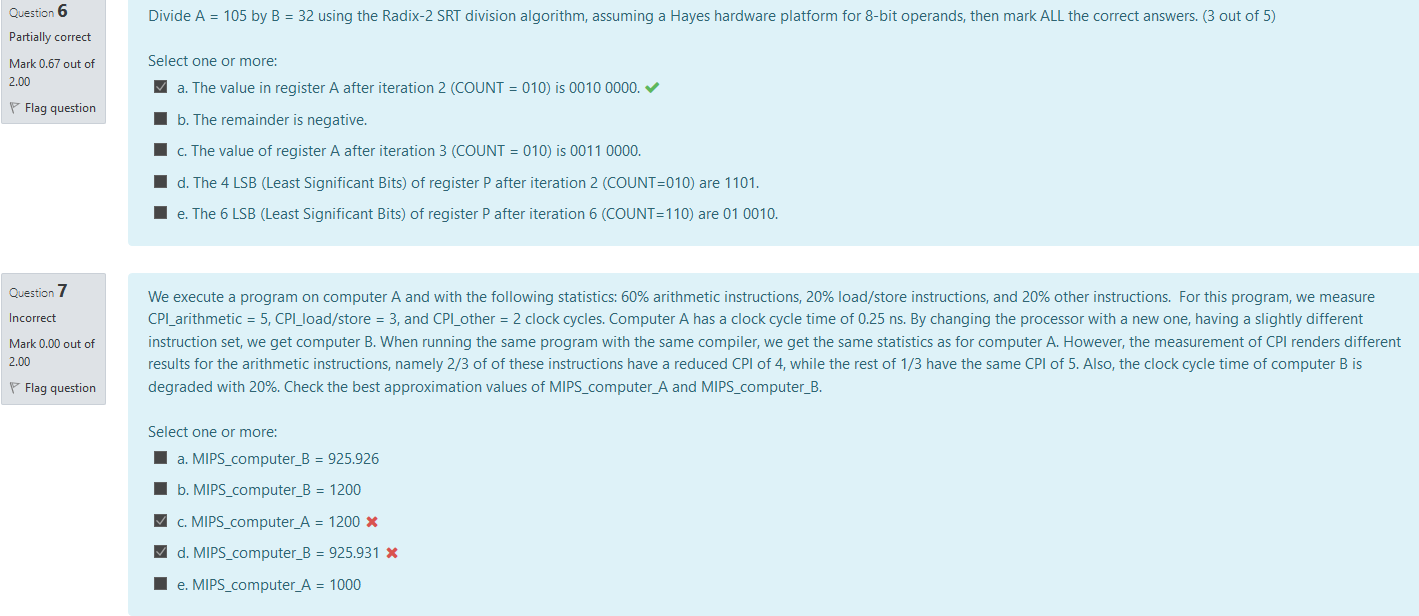 Question 6
Partially correct
Mark 0.67 out of
2.00
Flag question
Divide A = 105 by B = 32 using the Radix-2 SRT division algorithm, assuming a Hayes hardware platform for 8-bit operands, then mark ALL the correct answers. (3 out of 5)
Select one or more:
a. The value in register A after iteration 2 (COUNT = 010) is 0010 0000.
b. The remainder is negative.
c. The value of register A after iteration 3 (COUNT = 010) is 0011 0000.
d. The 4 LSB (Least Significant Bits) of register P after iteration 2 (COUNT=010) are 1101.
e. The 6 LSB (Least Significant Bits) of register P after iteration 6 (COUNT=110) are 01 0010.
Question 7
Incorrect
Mark 0.00 out of
2.00
Flag question
We execute a program on computer A and with the following statistics: 60% arithmetic instructions, 20% load/store instructions, and 20% other instructions. For this program, we measure
CPI_arithmetic = 5, CPI_load/store = 3, and CPI_other = 2 clock cycles. Computer A has a clock cycle time of 0.25 ns. By changing the processor with a new one, having a slightly different
instruction set, we get computer B. When running the same program with the same compiler, we get the same statistics as for computer A. However, the measurement of CPI renders different
results for the arithmetic instructions, namely 2/3 of of these instructions have a reduced CPI of 4, while the rest of 1/3 have the same CPI of 5. Also, the clock cycle time of computer B is
degraded with 20%. Check the best approximation values of MIPS_computer_A and MIPS_computer_B.
Select one or more:
a. MIPS_computer_B = 925.926
b. MIPS_computer_B = 1200
c. MIPS_computer_A = 1200
d. MIPS_computer_B = 925.931
e. MIPS_computer_A = 1000